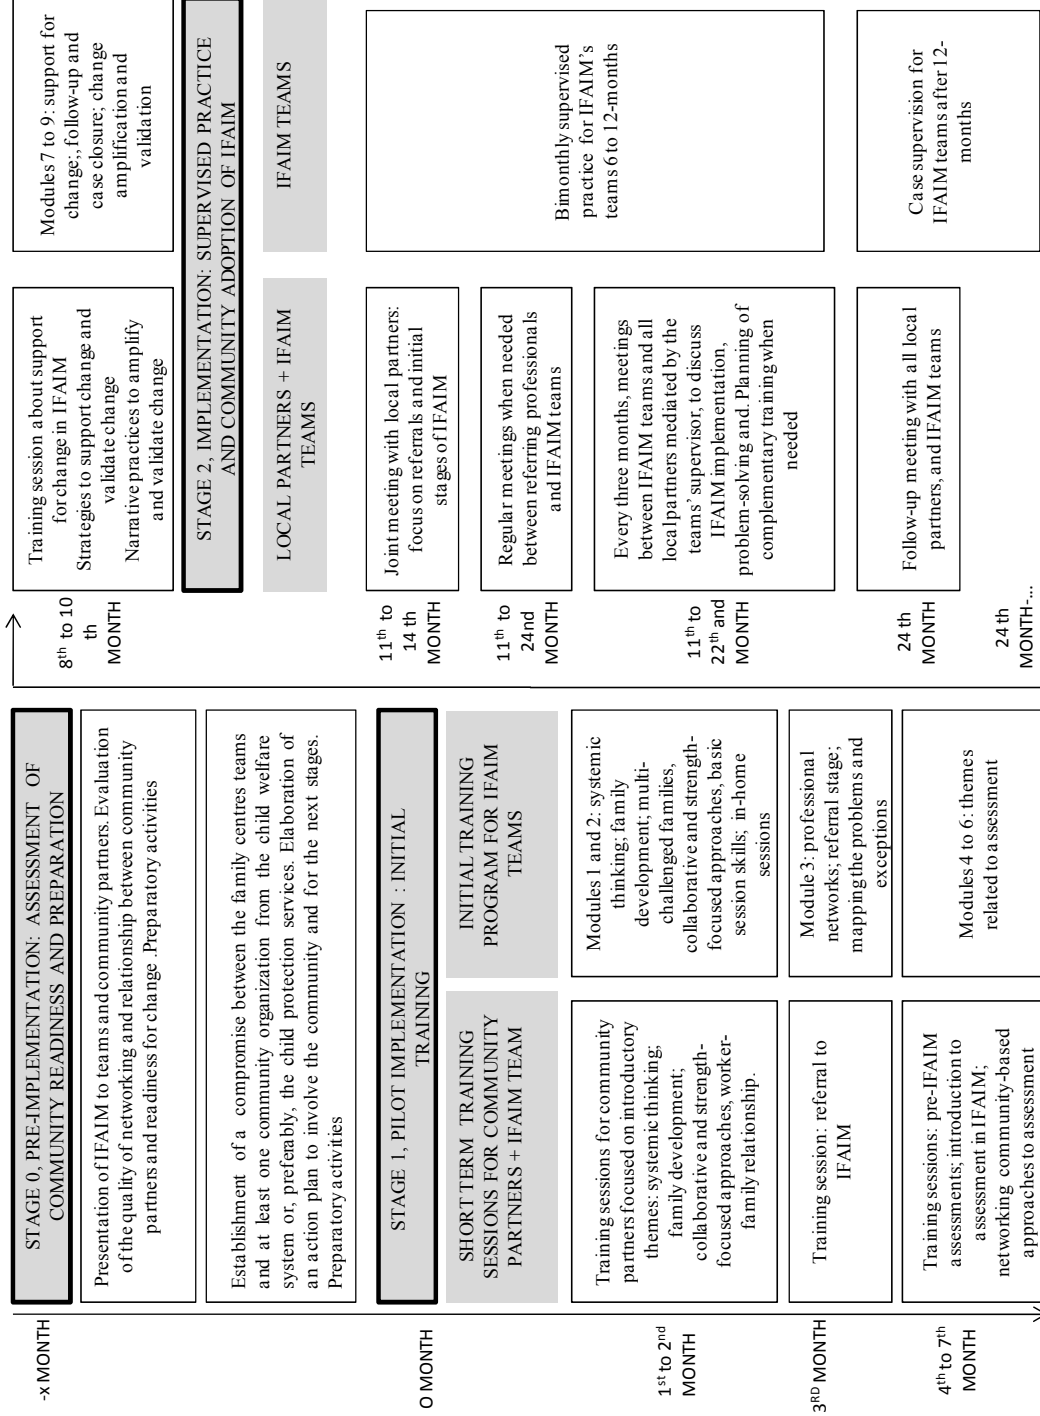 -x MONTH
STAGE 0, PRE-IMPLEMENTATION: ASSESSMENT OF
COMMUNITY READINESS AND PREPARATION
Presentation of IFAIM to teams and community partners. Evaluation
of the quality of networking and relationship between community
partners and readiness for change .Preparatory activities
Establishment of a compromise between the family centres teams
and at least one community organization from the child welfare
system or, preferably, the child protection services. Elaboration of
an action plan to involve the community and for the next stages.
Preparatory activities
O MONTH
STAGE 1, PILOT IMPLEMENTATION : INITIAL
TRAINING
SHORT TERM TRAINING
SESSIONS FOR COMMUNITY
PARTNERS + IFAIM TEAM
INITIAL TRAINING
PROGRAM FOR IFAIM
TEAMS
1st to 2nd
MONTH
Training sessions for community
partners focused on introductory
themes: systemic thinking;
family development;
collaborative and strength-
focused approaches, worker-
family relationship.
Modules 1 and 2: systemic
thinking; family
development; multi-
challenged families,
collaborative and strength-
focused approaches, basic
session skills; in-home
sessions
3RD MONTH
Training session: referral to
IFAIM
Module 3: professional
networks; referral stage;
mapping the problems and
exceptions
4th to 7th
MONTH
Training sessions: pre-IFAIM
assessments; introduction to
assessment in IFAIM;
networking community-based
approaches to assessment
Modules 4 to 6: themes
related to assessment
8th to 10
th
MONTH
Training session about support
for change in IFAIM
Strategies to support change and
validate change
Narrative practices to amplify
and validate change
Modules 7 to 9: support for
change;, follow-up and
case closure; change
amplification and
validation
STAGE 2, IMPLEMENTATION: SUPERVISED PRACTICE
AND COMMUNITY ADOPTION OF IFAIM
LOCAL PARTNERS + IFAIM
TEAMS
IFAIM TEAMS
11th to
14 th
MONTH
Joint meeting with local partners:
focus on referrals and initial
stages of IFAIM
11th to
24nd
MONTH
Regular meetings when needed
between referring professionals
and IFAIM teams
11th to
22th and
MONTH
Every three months, meetings
between IFAIM teams and all
local partners mediated by the
teams' supervisor, to discuss
IFAIM implementation,
problem-solving and. Planning of
complementary training when
needed
Bimonthly supervised
practice for IFAIM's
teams 6 to 12-months
24 th
MONTH
Follow-up meeting with all local
partners, and IFAIM teams
24 th
MONTH-...
Case supervision for
IFAIM teams after 12-
months